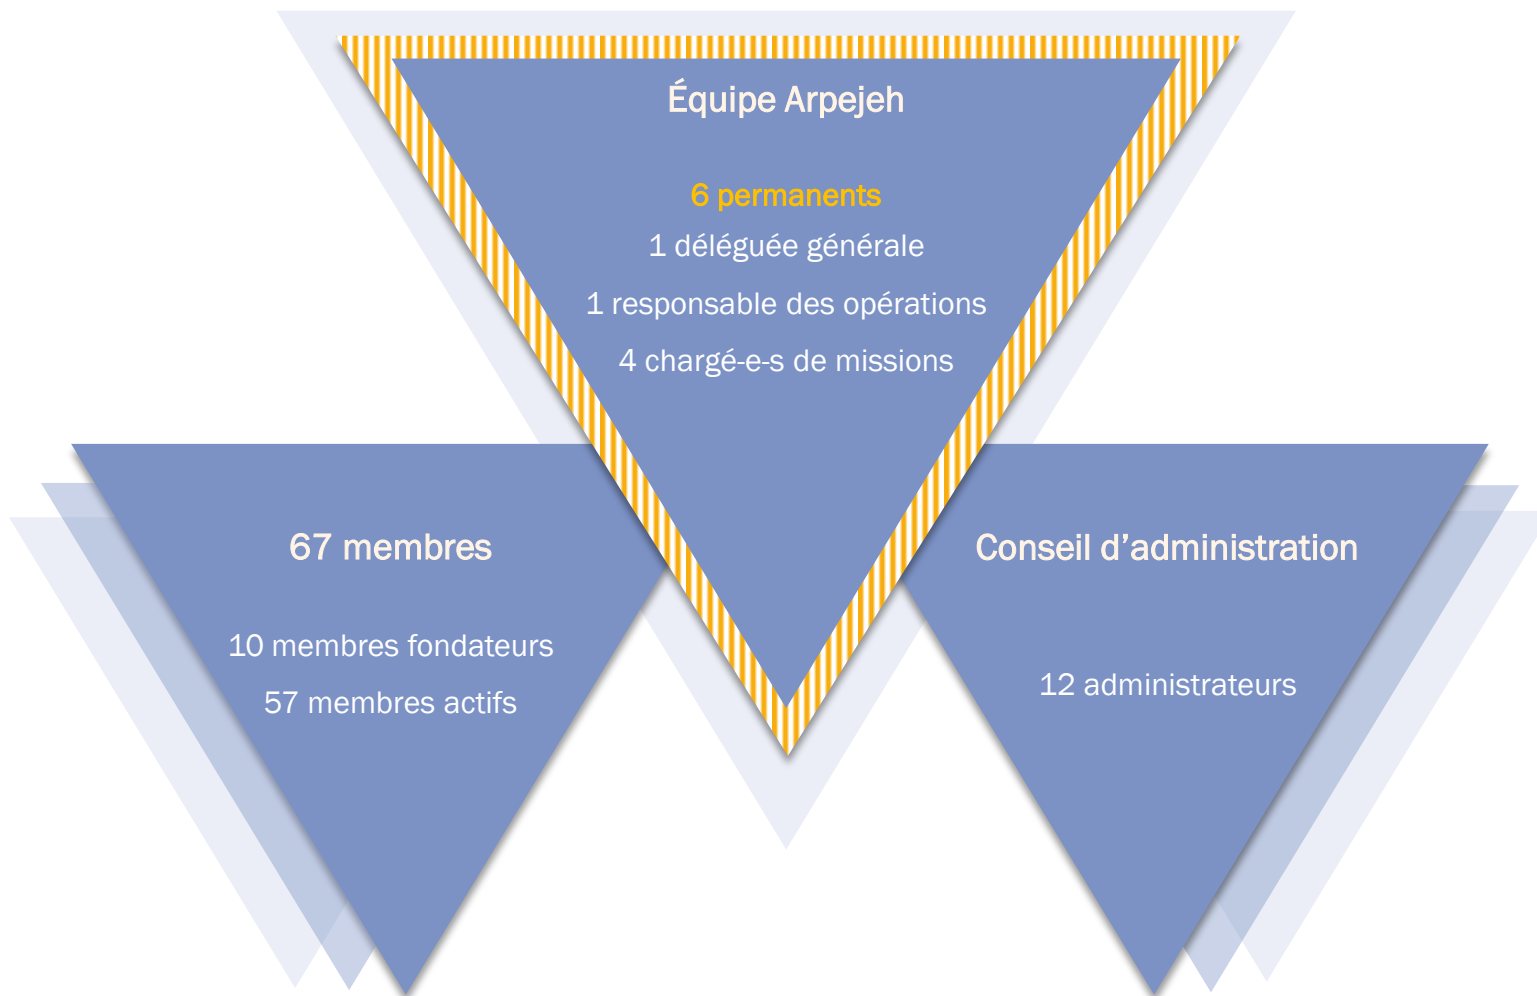 Équipe Arpejeh
6 permanents
1 déléguée générale
1 responsable des opérations
4 chargé-e-s de missions
67 membres
10 membres fondateurs
57 membres actifs
Conseil d’administration
12 administrateurs